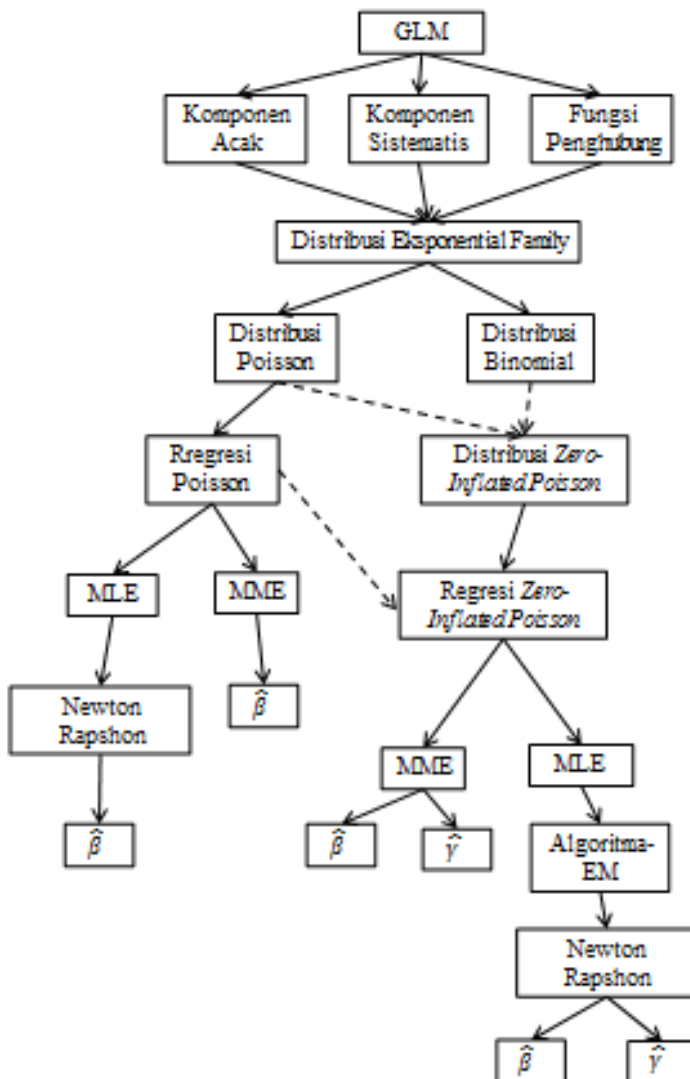 GLM
Komponen
Acak
Komponen
Sistematis
Fungsi
Penghubung
Distribusi Eksponential Family
Distribusi
Poisson
Distribusi
Binomial
Rregresi
Poisson
Distribusi Zero-
Inflated Poisson
MLE
MME
Regresi Zero-
Inflated Poisson
Newton
Rapshon
β̂
MME
MLE
β̂
β̂
γ̂
Algoritma-
EM
Newton
Rapshon
β̂
γ̂